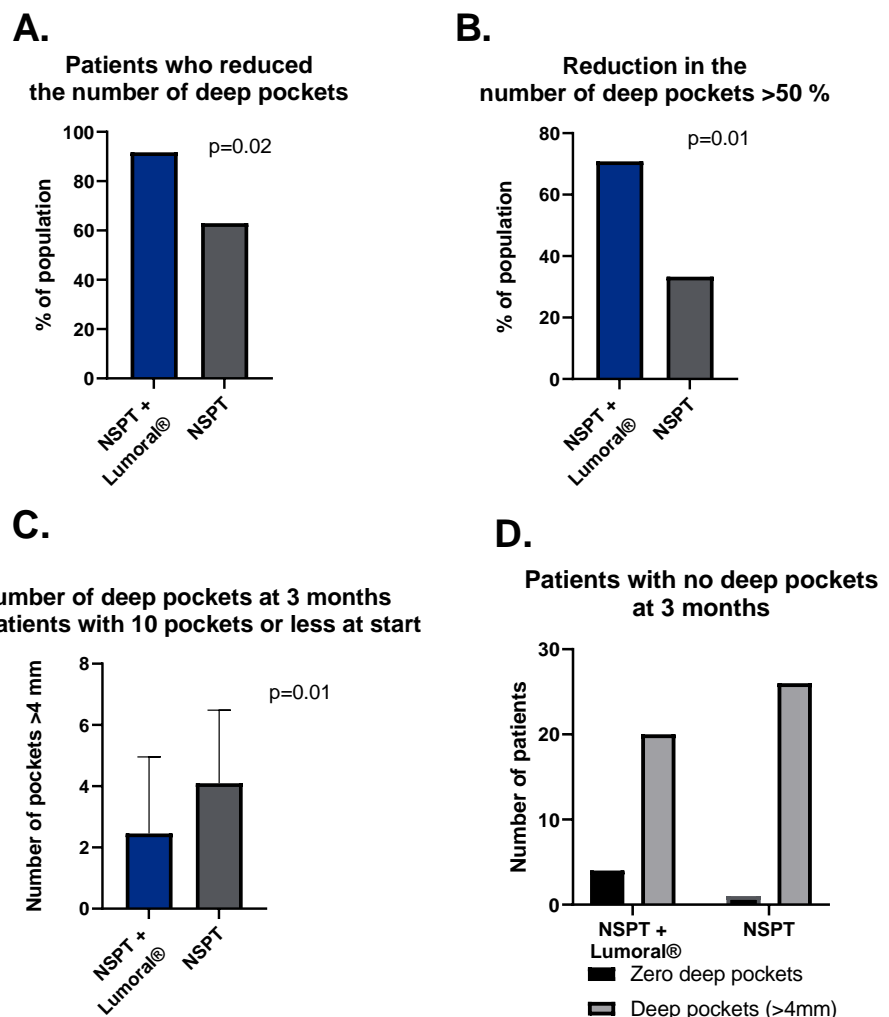 A.
Patients who reduced
the number of deep pockets
% of population
100
80
60
40
20
0
p=0.02
NSPT +
Lumoral®
NSPT
B.
Reduction in the
number of deep pockets >50 %
% of population
80
60
40
20
0
p=0.01
NSPT +
Lumoral®
NSPT
C.
umber of deep pockets at 3 months
atients with 10 pockets or less at start
Number of pockets >4 mm
8
6
4
2
0
p=0.01
NSPT +
Lumoral®
NSPT
D.
Patients with no deep pockets
at 3 months
Number of patients
30
20
10
0
NSPT +
Lumoral®
NSPT
Zero deep pockets
Deep pockets (>4mm)